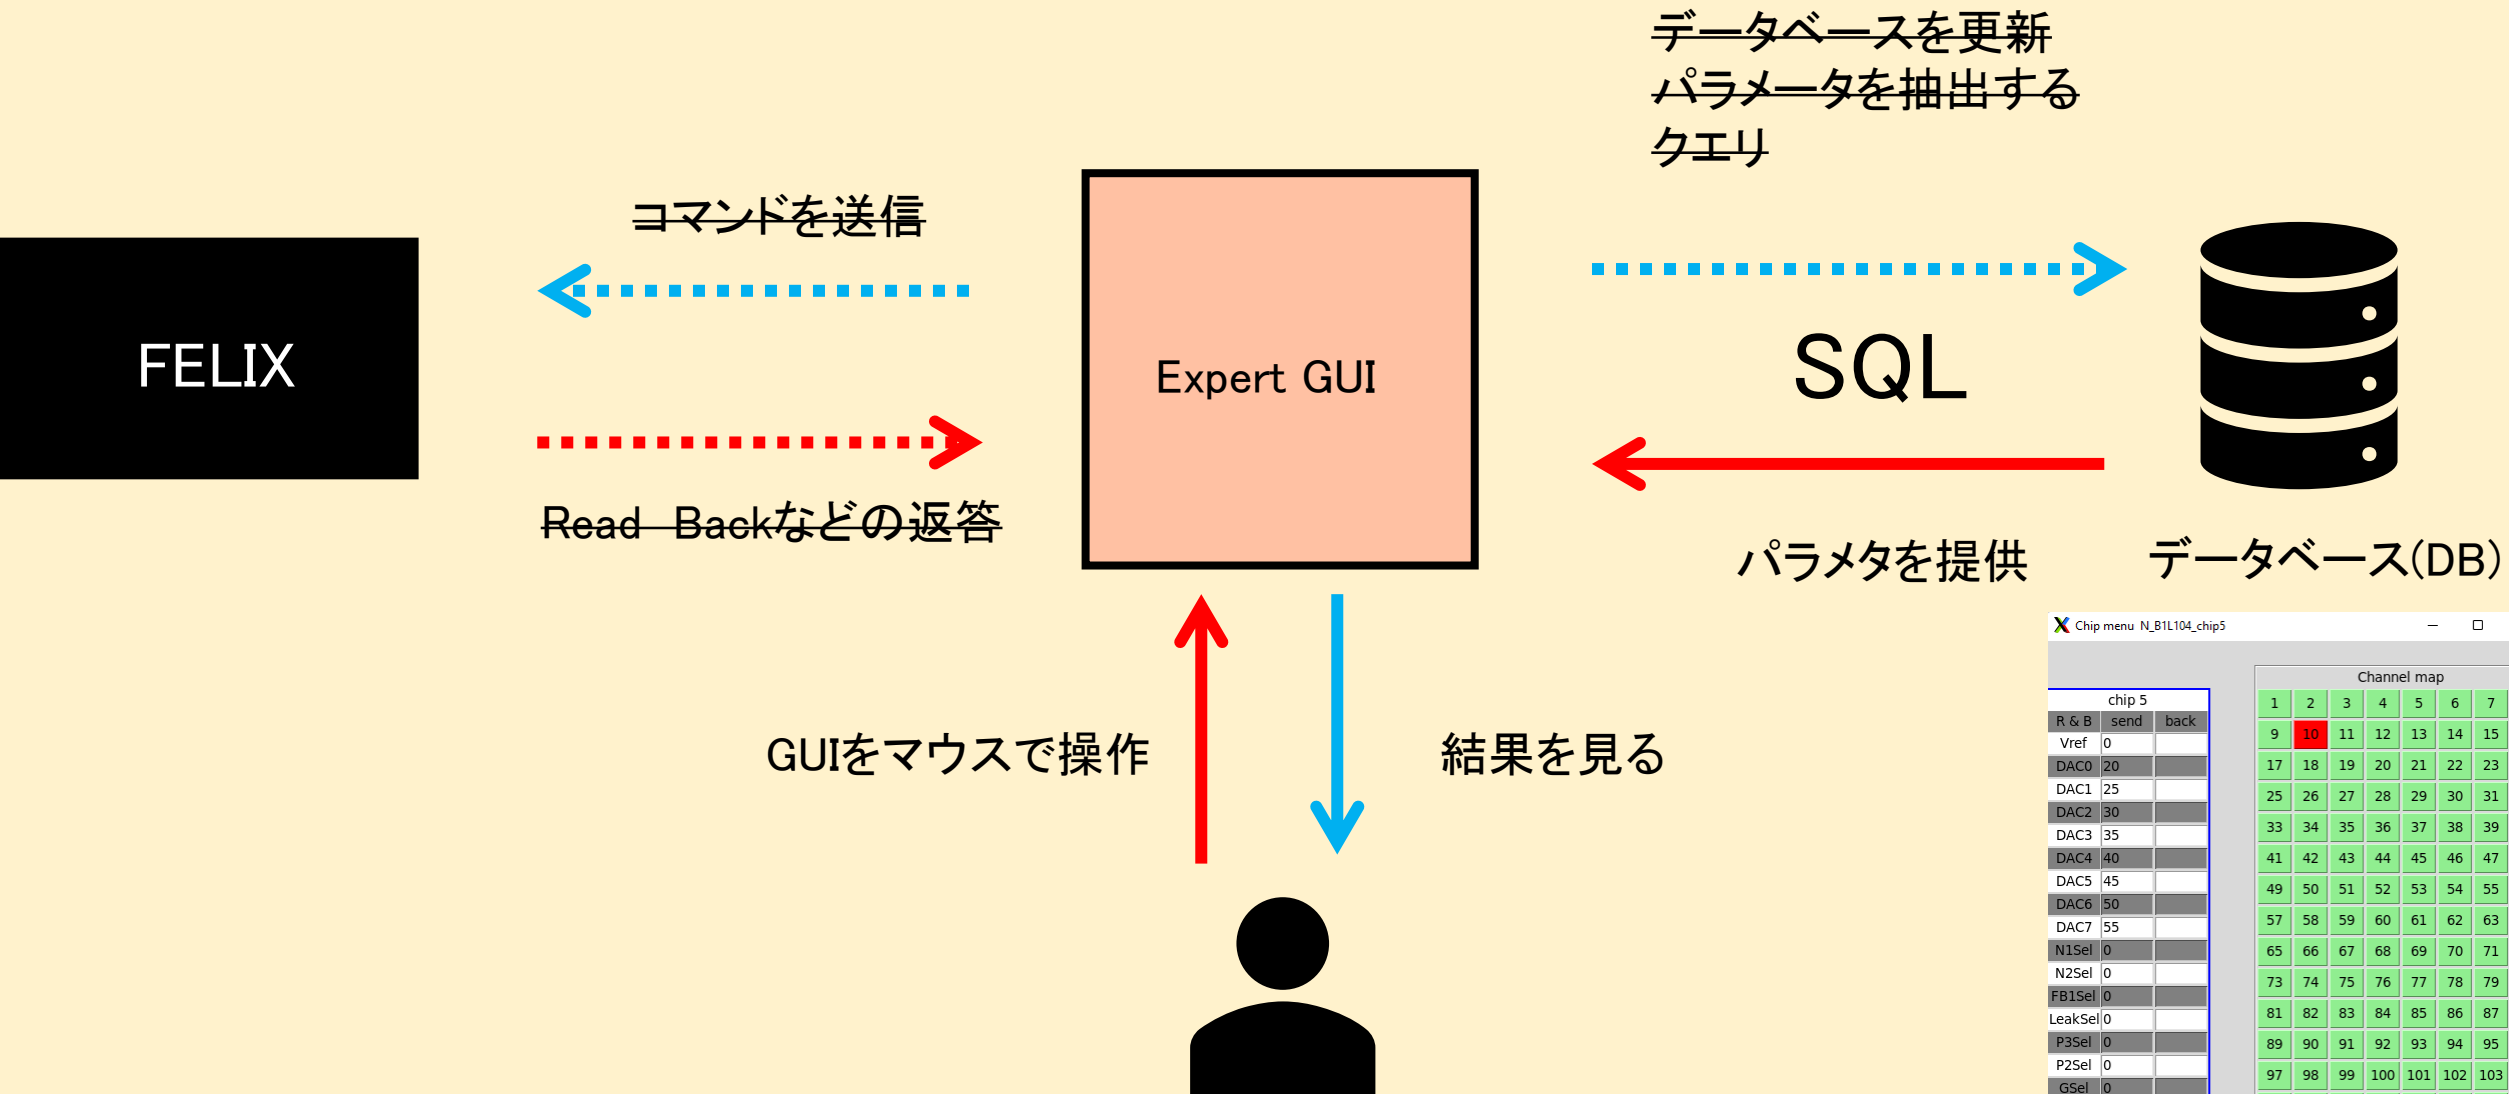 データベースを更新
パラメータを抽出する
クエリ
コマンドを送信
FELIX
Expert GUI
SQL
Read Backなどの返答
パラメタを提供
データベース(DB)
GUIをマウスで操作
結果を見る
Chip menu N_B1L104_chip5
Channel map
chip 5
R & B send back
Vref 0
DAC0 20
DAC1 25
DAC2 30
DAC3 35
DAC4 40
DAC5 45
DAC6 50
DAC7 55
N1Sel 0
N2Sel 0
FB1Sel 0
LeakSel 0
P3Sel 0
P2Sel 0
GSel 0
1 2 3 4 5 6 7
9 10 11 12 13 14 15
17 18 19 20 21 22 23
25 26 27 28 29 30 31
33 34 35 36 37 38 39
41 42 43 44 45 46 47
49 50 51 52 53 54 55
57 58 59 60 61 62 63
65 66 67 68 69 70 71
73 74 75 76 77 78 79
81 82 83 84 85 86 87
89 90 91 92 93 94 95
97 98 99 100 101 102 103